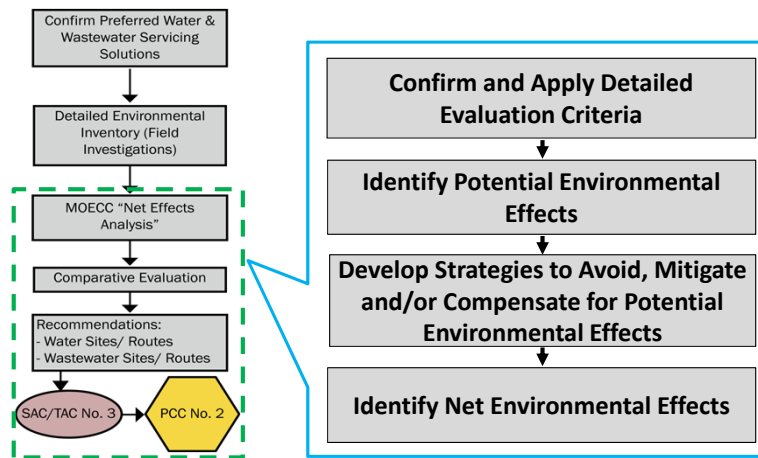 Confirm Preferred Water &
Wastewater Servicing
Solutions
Detailed Environmental
Inventory (Field
Investigations)
MOECC “Net Effects
Analysis”
Comparative Evaluation
Recommendations:
- Water Sites/ Routes
- Wastewater Sites/ Routes
SAC/TAC No. 3
PCC No. 2
Confirm and Apply Detailed
Evaluation Criteria
Identify Potential Environmental
Effects
Develop Strategies to Avoid, Mitigate
and/or Compensate for Potential
Environmental Effects
Identify Net Environmental Effects